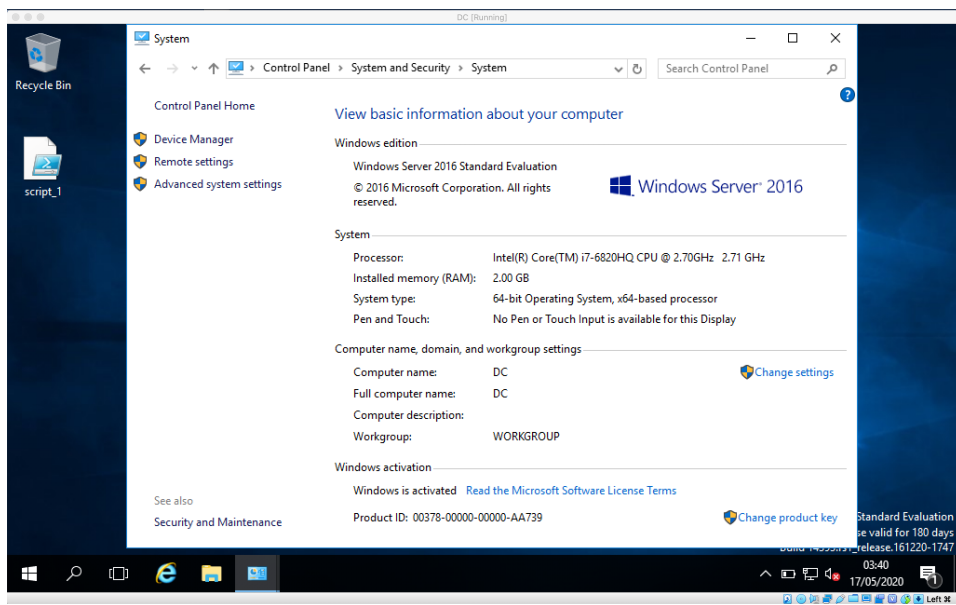 DC [Running]
Recycle Bin
script_1
System
Control Panel > System and Security > System
Search Control Panel
Control Panel Home
Device Manager
Remote settings
Advanced system settings
?
View basic information about your computer
Windows edition
Windows Server 2016 Standard Evaluation
© 2016 Microsoft Corporation. All rights
reserved.
Windows Server® 2016
System
Processor: Intel(R) Core(TM) i7-6820HQ CPU @ 2.70GHz 2.71 GHz
Installed memory (RAM): 2.00 GB
System type: 64-bit Operating System, x64-based processor
Pen and Touch: No Pen or Touch Input is available for this Display
Computer name, domain, and workgroup settings
Computer name: DC
Change settings
Full computer name: DC
Computer description:
Workgroup: WORKGROUP
Windows activation
Windows is activated Read the Microsoft Software License Terms
Product ID: 00378-00000-00000-AA739
Change product key
See also
Security and Maintenance
Standard Evaluation
se valid for 180 days
release.161220-1747
03:40
17/05/2020
1
Left ⌘